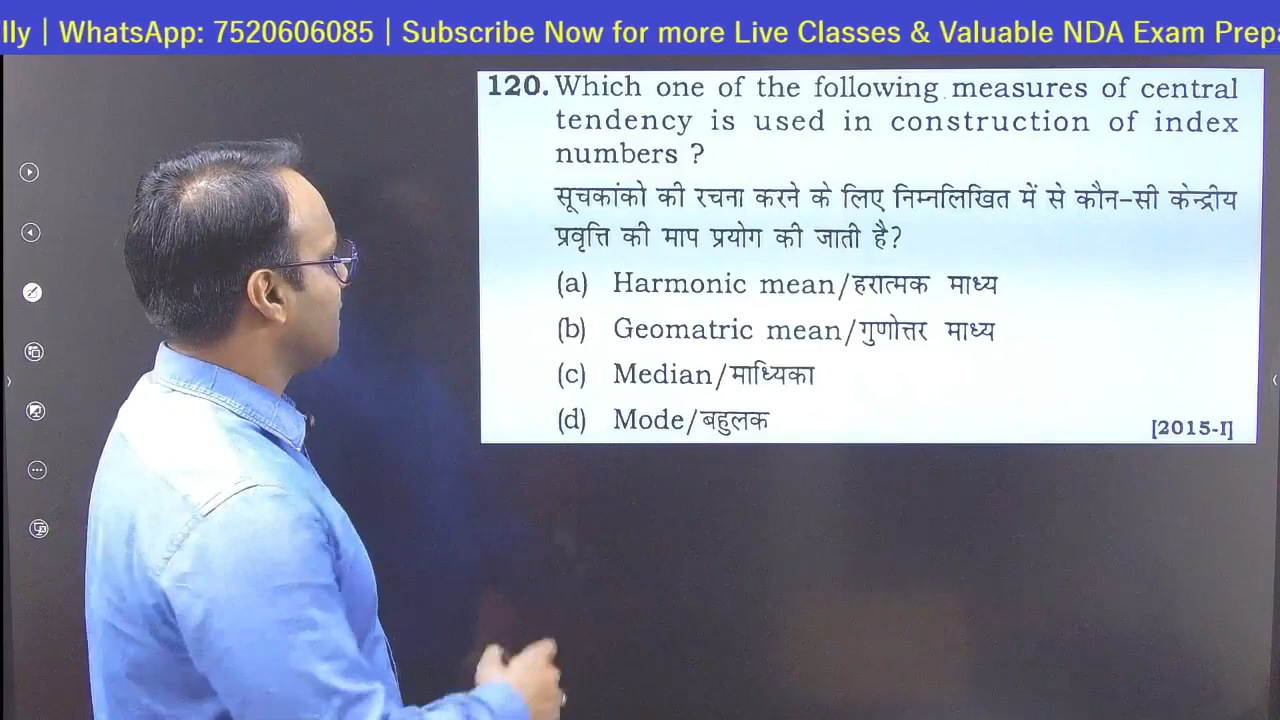 lly | WhatsApp: 7520606085 | Subscribe Now for more Live Classes & Valuable NDA Exam Prepa
120. Which one of the following measures of central
tendency is used in construction of index
numbers ?
सूचकांको की रचना करने के लिए निम्नलिखित में से कौन-सी केन्द्रीय
प्रवृत्ति की माप प्रयोग की जाती है?
(a) Harmonic mean/हरात्मक माध्य
(b) Geomatric mean/गुणोत्तर माध्य
(c) Median/माध्यिका
(d) Mode/बहुलक
[2015-I]